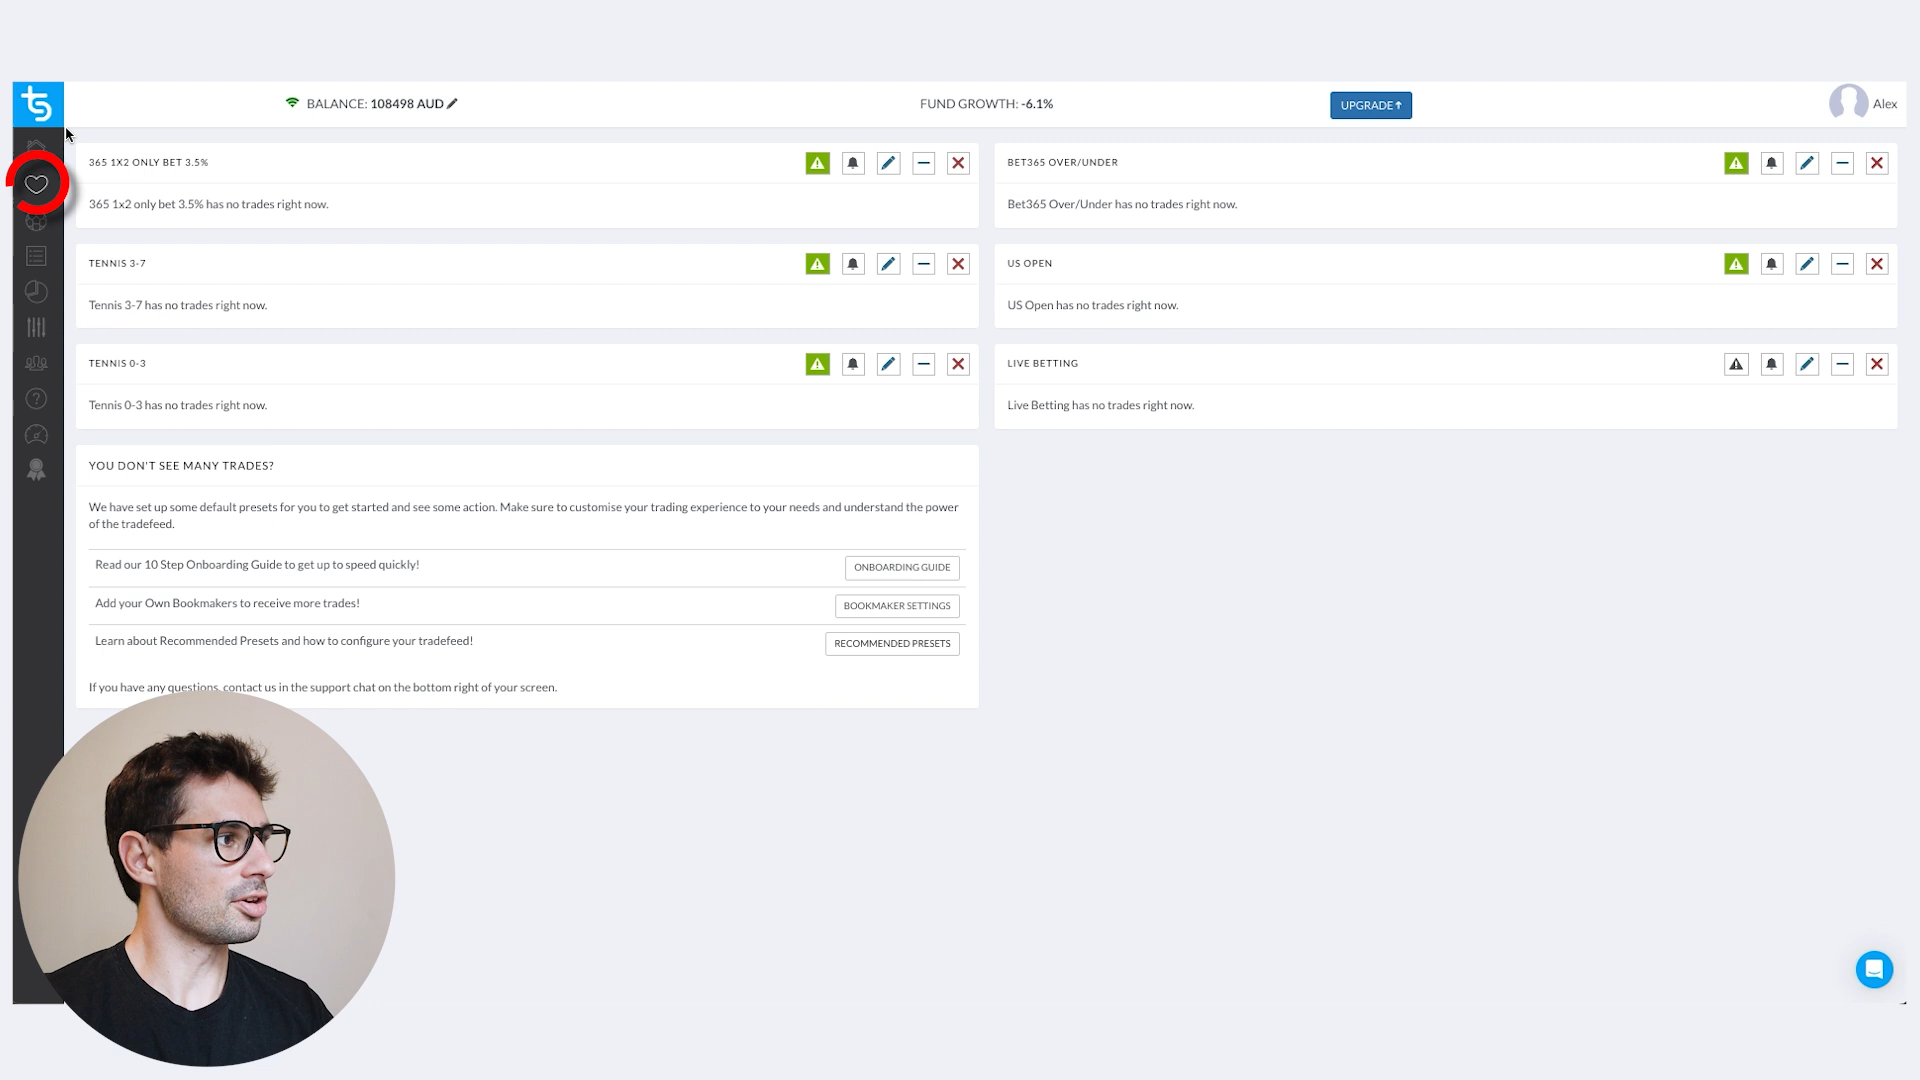 ts
BALANCE: 108498 AUD
FUND GROWTH: -6.1%
UPGRADE
Alex
365 1X2 ONLY BET 3.5%
365 1x2 only bet 3.5% has no trades right now.
BET365 OVER/UNDER
Bet365 Over/Under has no trades right now.
TENNIS 3-7
Tennis 3-7 has no trades right now.
US OPEN
US Open has no trades right now.
TENNIS 0-3
Tennis 0-3 has no trades right now.
LIVE BETTING
Live Betting has no trades right now.
YOU DON'T SEE MANY TRADES?
We have set up some default presets for you to get started and see some action. Make sure to customise your trading experience to your needs and understand the power
of the tradefeed.
Read our 10 Step Onboarding Guide to get up to speed quickly!
ONBOARDING GUIDE
Add your Own Bookmakers to receive more trades!
BOOKMAKER SETTINGS
Learn about Recommended Presets and how to configure your tradefeed!
RECOMMENDED PRESETS
If you have any questions, contact us in the support chat on the bottom right of your screen.